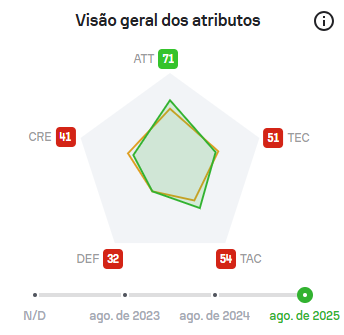 Visão geral dos atributos
ATT 71
CRE 41
51 TEC
DEF 32
54 TAC
N/D ago. de 2023 ago. de 2024 ago. de 2025